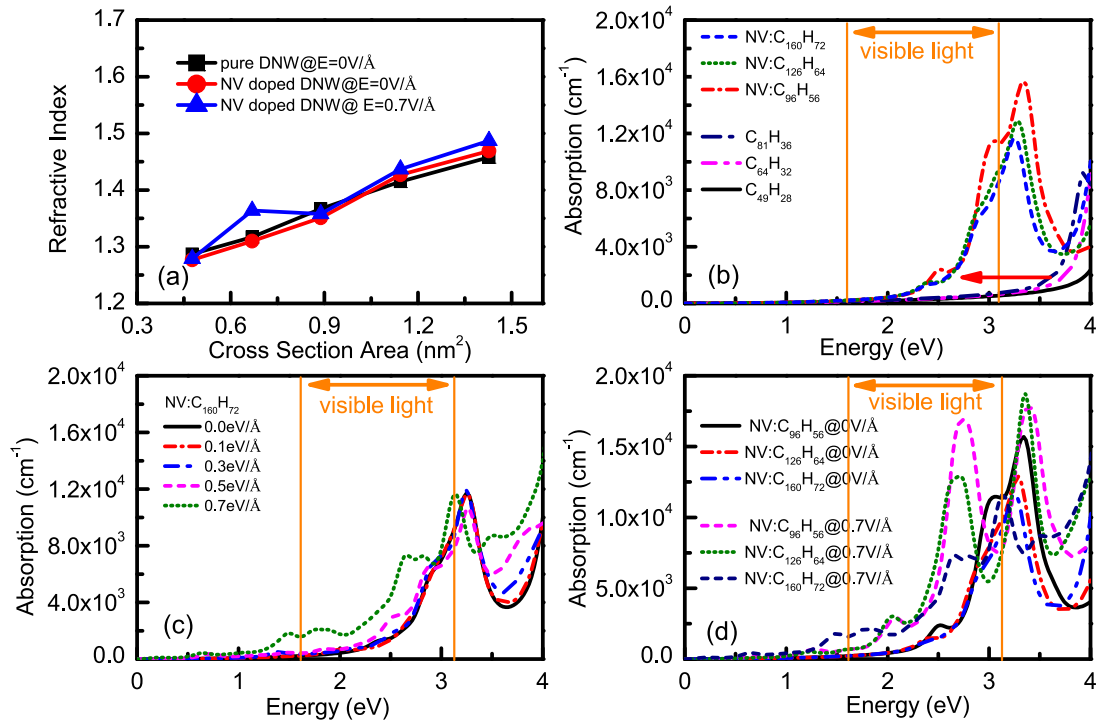 1.7
1.6
1.5
1.4
1.3
1.2
Refractive Index
pure DNW@E=0V/Å
NV doped DNW@E=0V/Å
NV doped DNW@ E=0.7V/Å
(a)
0.3 0.6 0.9 1.2 1.5
Cross Section Area (nm²)
2.0x10⁴
1.6x10⁴
1.2x10⁴
8.0x10³
4.0x10³
0.0
Absorption (cm⁻¹)
visible light
NV:C₁₆₀H₇₂
NV:C₁₂₆H₆₄
NV:C₉₆H₅₆
C₈₁H₃₆
C₆₄H₃₂
C₄₉H₂₈
(b)
0 1 2 3 4
Energy (eV)
2.0x10⁴
1.6x10⁴
1.2x10⁴
8.0x10³
4.0x10³
0.0
Absorption (cm⁻¹)
visible light
NV:C₁₆₀H₇₂
0.0eV/Å
0.1eV/Å
0.3eV/Å
0.5eV/Å
0.7eV/Å
(c)
0 1 2 3 4
Energy (eV)
2.0x10⁴
1.5x10⁴
1.0x10⁴
5.0x10³
0.0
Absorption (cm⁻¹)
visible light
NV:C₉₆H₅₆@0V/Å
NV:C₁₂₆H₆₄@0V/Å
NV:C₁₆₀H₇₂@0V/Å
NV:C₉₆H₅₆@0.7V/Å
NV:C₁₂₆H₆₄@0.7V/Å
NV:C₁₆₀H₇₂@0.7V/Å
(d)
0 1 2 3 4
Energy (eV)